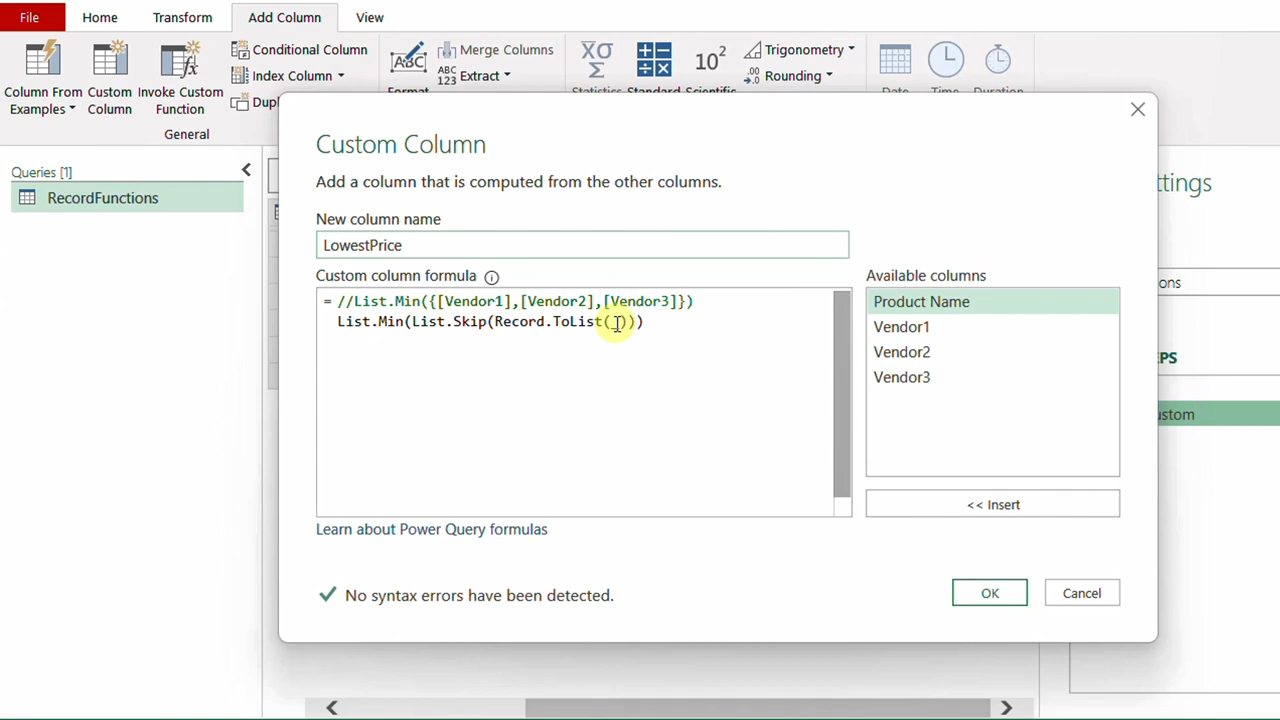 File Home Transform Add Column View
Conditional Column
Merge Columns
Trigonometry
Index Column
Extract
Rounding
Column From
Examples
Custom
Column
Invoke Custom
Function
General
Queries [1]
RecordFunctions
Custom Column
Add a column that is computed from the other columns.
New column name
LowestPrice
Custom column formula
Available columns
= //List.Min({[Vendor1],[Vendor2],[Vendor3]})
List.Min(List.Skip(Record.ToList(_)))
Product Name
Vendor1
Vendor2
Vendor3
<< Insert
Learn about Power Query formulas
No syntax errors have been detected.
OK
Cancel